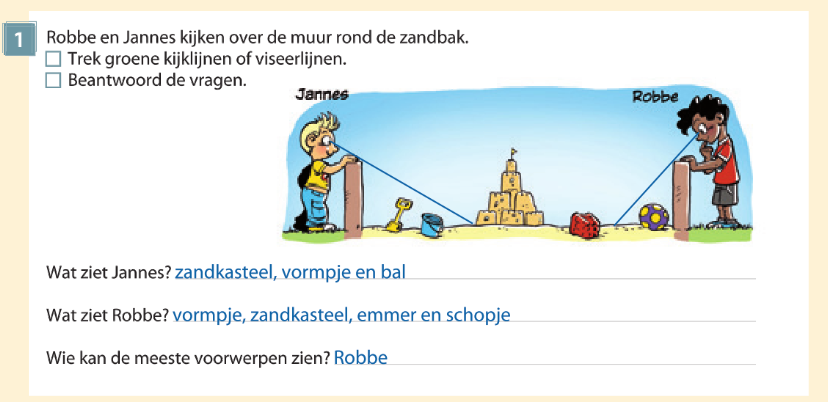 1
Robbe en Jannes kijken over de muur rond de zandbak.
Trek groene kijklijnen of viseerlijnen.
Beantwoord de vragen.
Jannes
Robbe
Wat ziet Jannes? zandkasteel, vormpje en bal
Wat ziet Robbe? vormpje, zandkasteel, emmer en schopje
Wie kan de meeste voorwerpen zien? Robbe